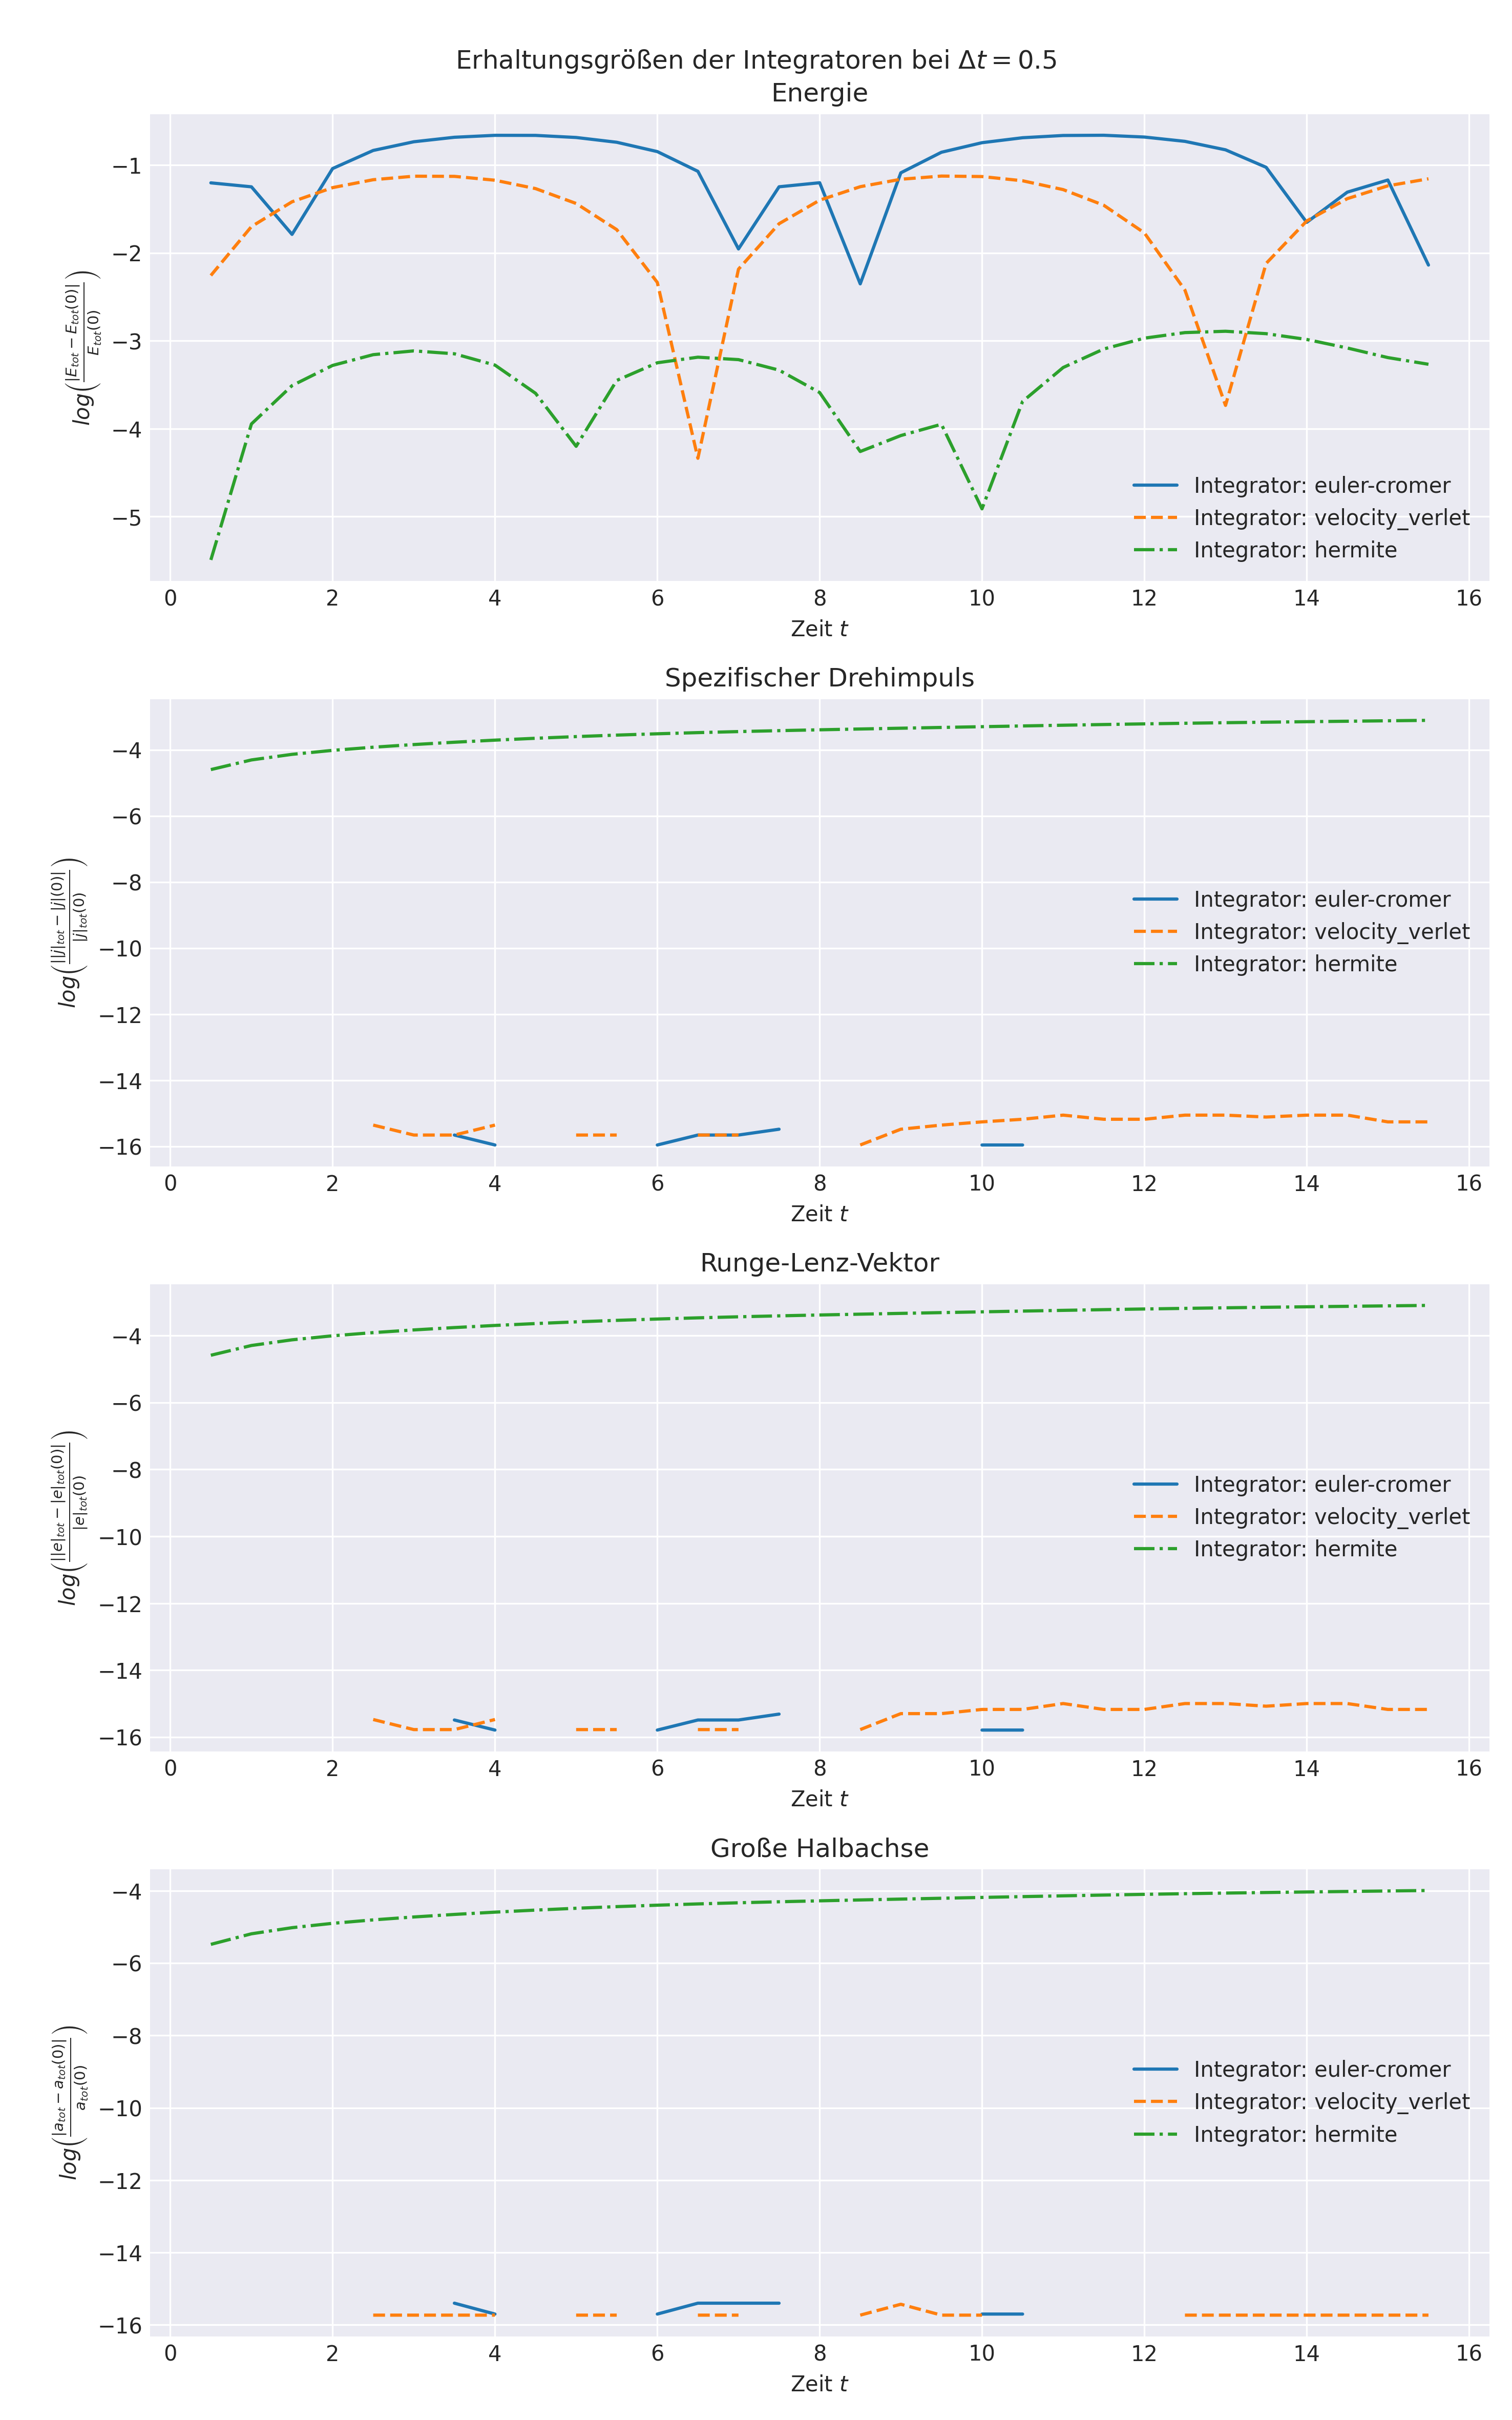 Erhaltungsgrößen der Integratoren bei Δt = 0.5
Energie
log(|E_tot − E_tot(0)| / E_tot(0))
−1
−2
−3
−4
−5
Integrator: euler-cromer
Integrator: velocity_verlet
Integrator: hermite
0 2 4 6 8 10 12 14 16
Zeit t
Spezifischer Drehimpuls
log(||j|_tot − |j|(0)| / |j|_tot(0))
−4
−6
−8
−10
−12
−14
−16
Integrator: euler-cromer
Integrator: velocity_verlet
Integrator: hermite
0 2 4 6 8 10 12 14 16
Zeit t
Runge-Lenz-Vektor
log(||e|_tot − |e|_tot(0)| / |e|_tot(0))
−4
−6
−8
−10
−12
−14
−16
Integrator: euler-cromer
Integrator: velocity_verlet
Integrator: hermite
0 2 4 6 8 10 12 14 16
Zeit t
Große Halbachse
log(|a_tot − a_tot(0)| / a_tot(0))
−4
−6
−8
−10
−12
−14
−16
Integrator: euler-cromer
Integrator: velocity_verlet
Integrator: hermite
0 2 4 6 8 10 12 14 16
Zeit t